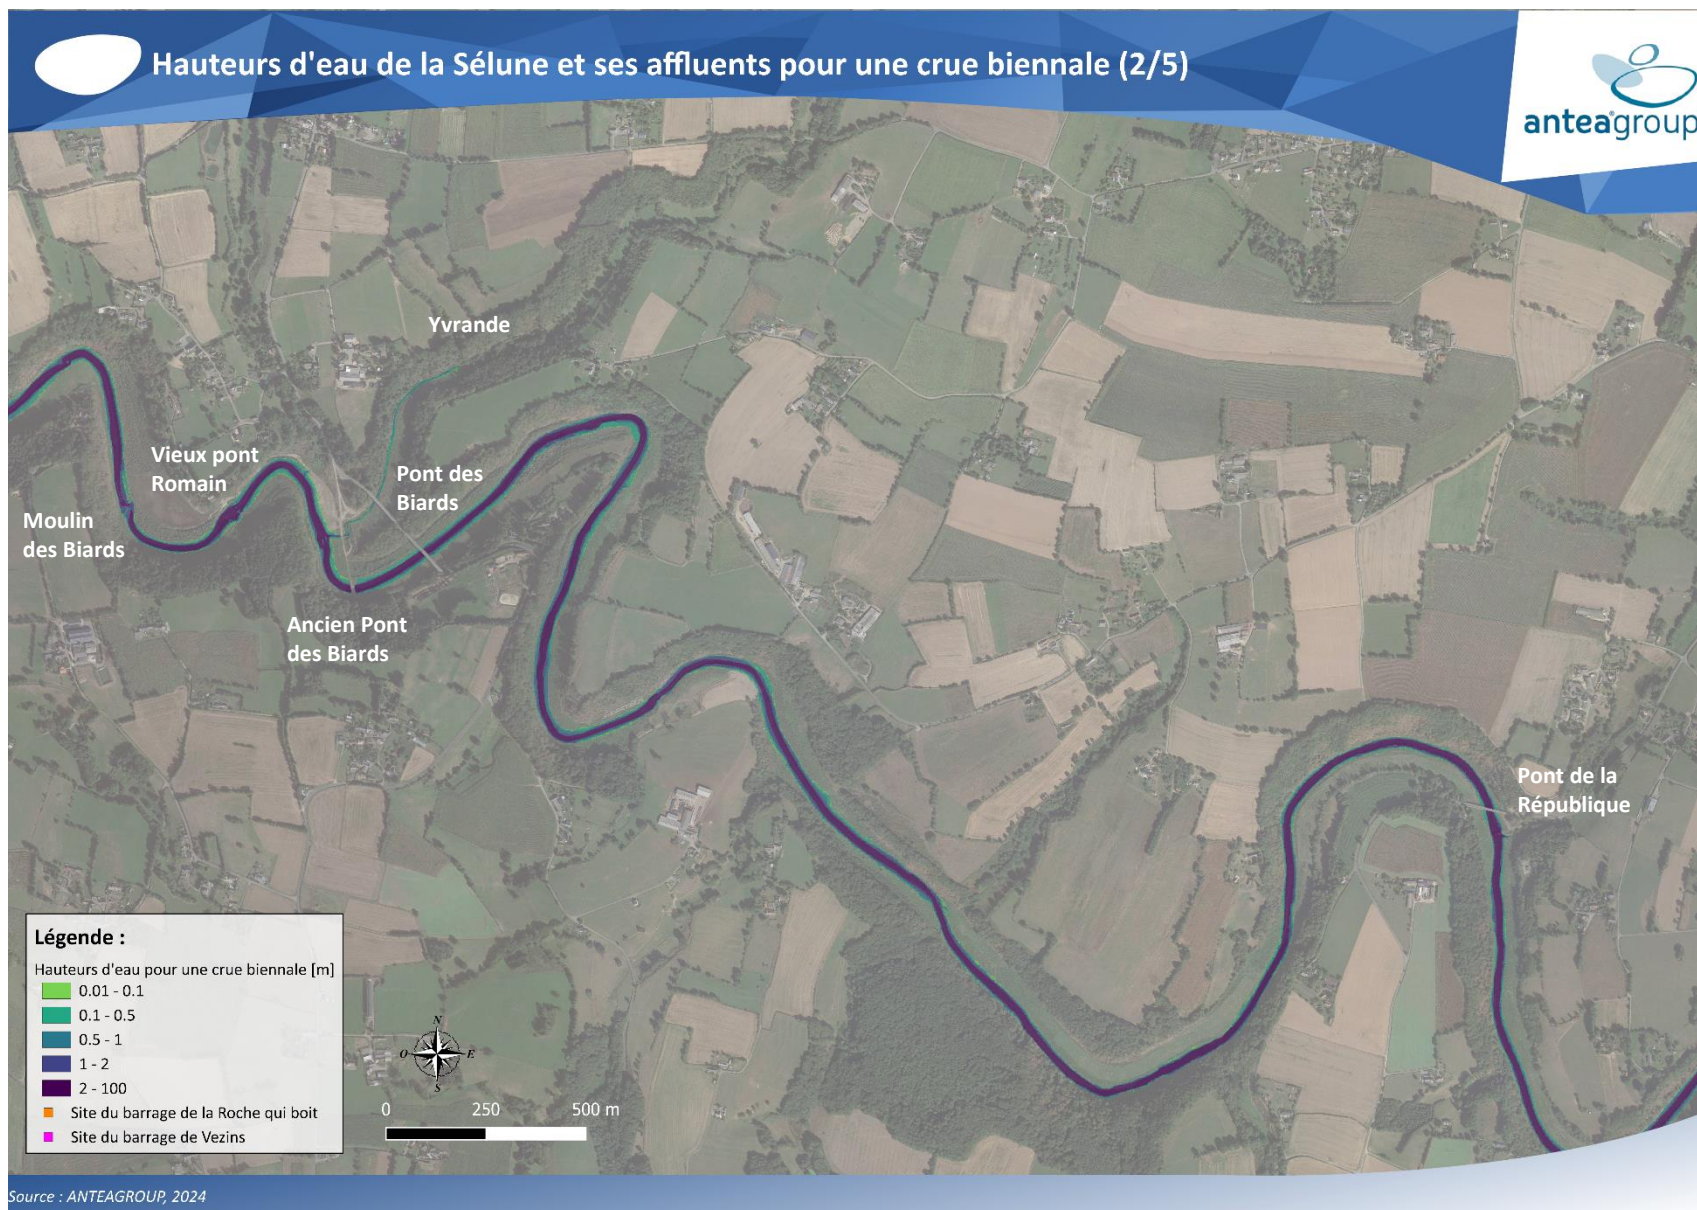 Hauteurs d'eau de la Sélune et ses affluents pour une crue biennale (2/5)
anteagroup
Yvrande
Vieux pont
Romain
Pont des
Biards
Moulin
des Biards
Ancien Pont
des Biards
Pont de la
République
Légende :
Hauteurs d'eau pour une crue biennale [m]
0.01 - 0.1
0.1 - 0.5
0.5 - 1
1 - 2
2 - 100
Site du barrage de la Roche qui boit
Site du barrage de Vezins
N
O
E
S
0 250 500 m
Source : ANTEAGROUP, 2024